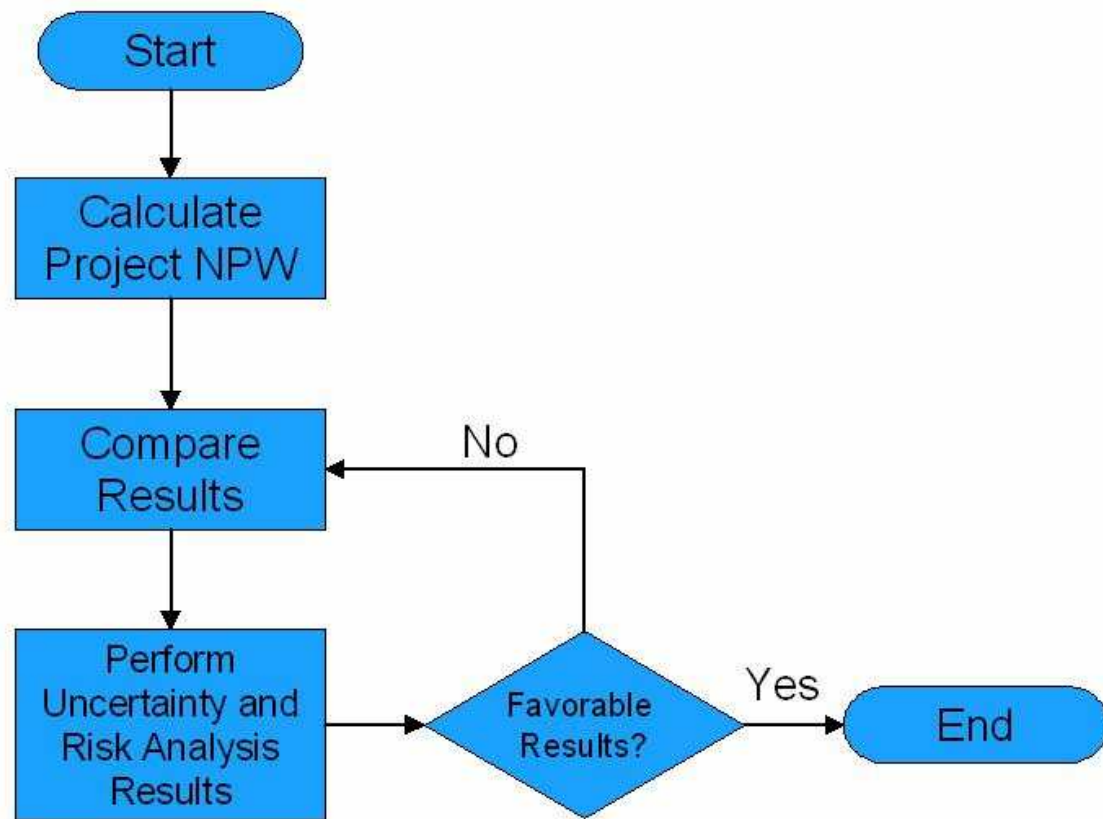 Start
Calculate
Project NPW
Compare
Results
No
Perform
Uncertainty and
Risk Analysis
Results
Favorable
Results?
Yes
End